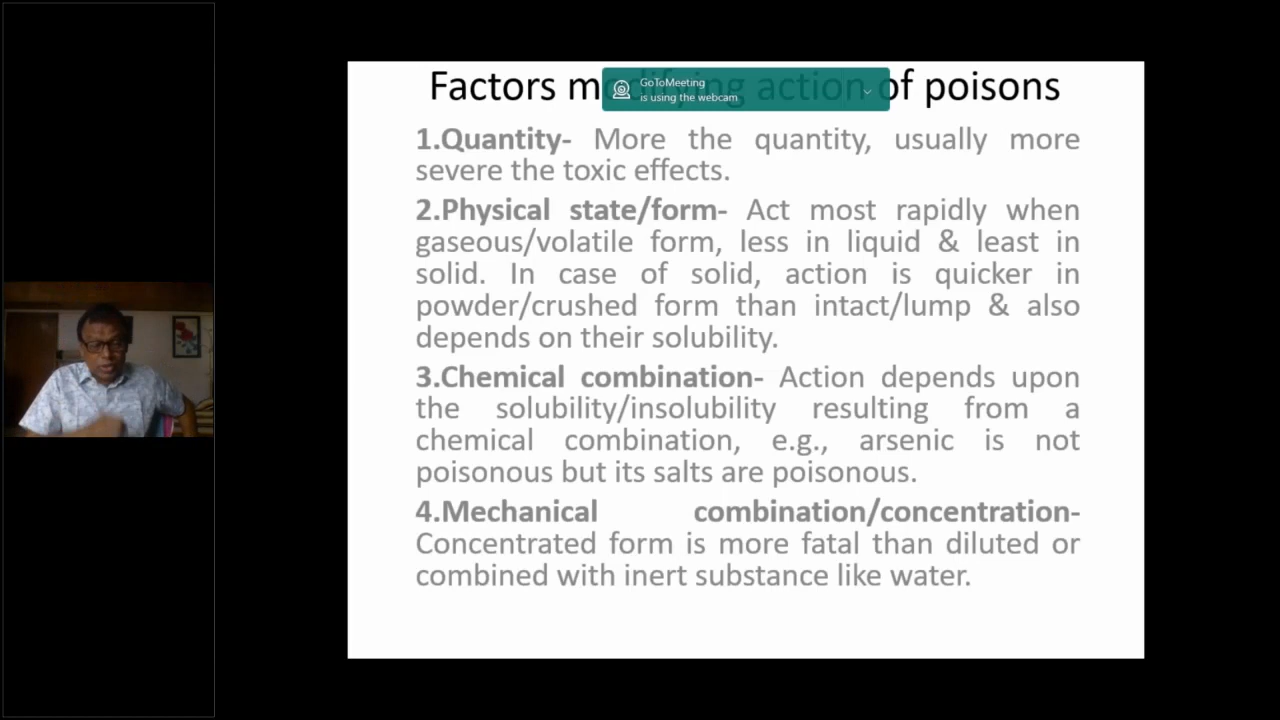 Factors modifying action of poisons
GoToMeeting
is using the webcam
1.Quantity- More the quantity, usually more
severe the toxic effects.
2.Physical state/form- Act most rapidly when
gaseous/volatile form, less in liquid & least in
solid. In case of solid, action is quicker in
powder/crushed form than intact/lump & also
depends on their solubility.
3.Chemical combination- Action depends upon
the solubility/insolubility resulting from a
chemical combination, e.g., arsenic is not
poisonous but its salts are poisonous.
4.Mechanical combination/concentration-
Concentrated form is more fatal than diluted or
combined with inert substance like water.